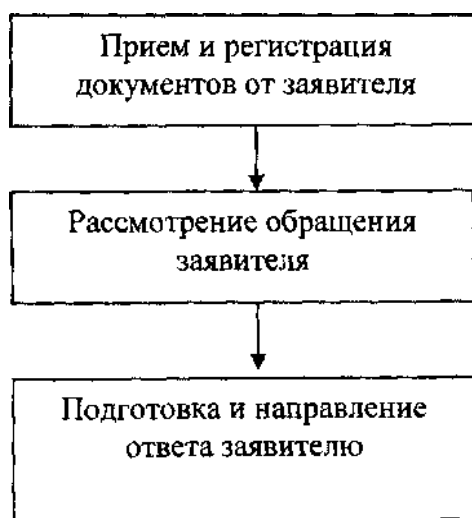 Прием и регистрация
документов от заявителя
Рассмотрение обращения
заявителя
Подготовка и направление
ответа заявителю